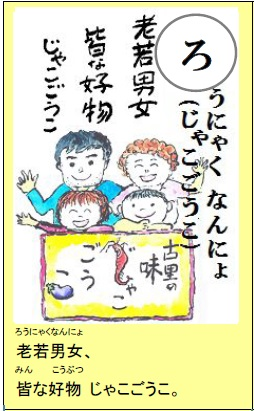 ろ
うにゃく なんにょ
(じゃこごうこ)
老若男女
皆な好物
じゃこごうこ
古里の
味
じゃこ
ごうこ
ろうにゃくなんにょ
老若男女、
みん こうぶつ
皆な好物 じゃこごうこ。